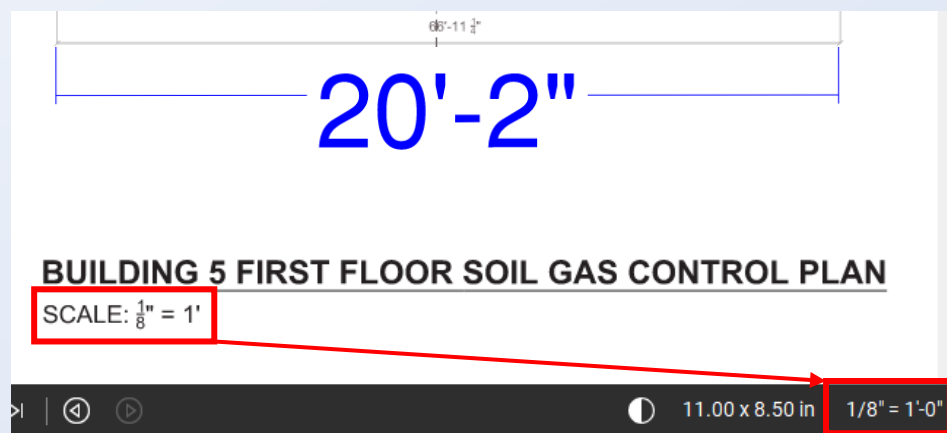 66'-11 1/4"
20'-2"
BUILDING 5 FIRST FLOOR SOIL GAS CONTROL PLAN
SCALE: 1/8" = 1'
11.00 x 8.50 in 1/8" = 1'-0"